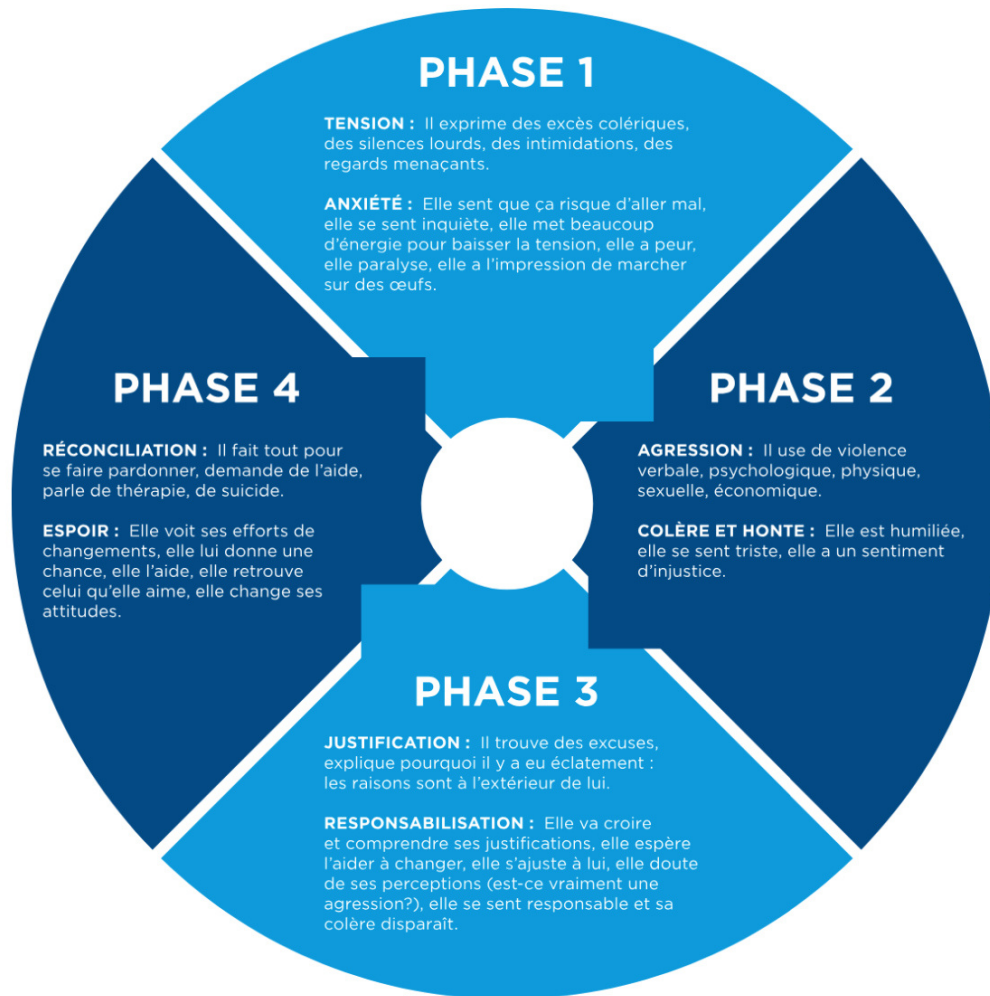 PHASE 1
TENSION : Il exprime des excès colériques,
des silences lourds, des intimidations, des
regards menaçants.
ANXIÉTÉ : Elle sent que ça risque d’aller mal,
elle se sent inquiète, elle met beaucoup
d’énergie pour baisser la tension, elle a peur,
elle paralyse, elle a l’impression de marcher
sur des œufs.
PHASE 2
AGRESSION : Il use de violence
verbale, psychologique, physique,
sexuelle, économique.
COLÈRE ET HONTE : Elle est humiliée,
elle se sent triste, elle a un sentiment
d’injustice.
PHASE 3
JUSTIFICATION : Il trouve des excuses,
explique pourquoi il y a eu éclatement :
les raisons sont à l’extérieur de lui.
RESPONSABILISATION : Elle va croire
et comprendre ses justifications, elle espère
l’aider à changer, elle s’ajuste à lui, elle doute
de ses perceptions (est-ce vraiment une
agression?), elle se sent responsable et sa
colère disparaît.
PHASE 4
RÉCONCILIATION : Il fait tout pour
se faire pardonner, demande de l’aide,
parle de thérapie, de suicide.
ESPOIR : Elle voit ses efforts de
changements, elle lui donne une
chance, elle l’aide, elle retrouve
celui qu’elle aime, elle change ses
attitudes.